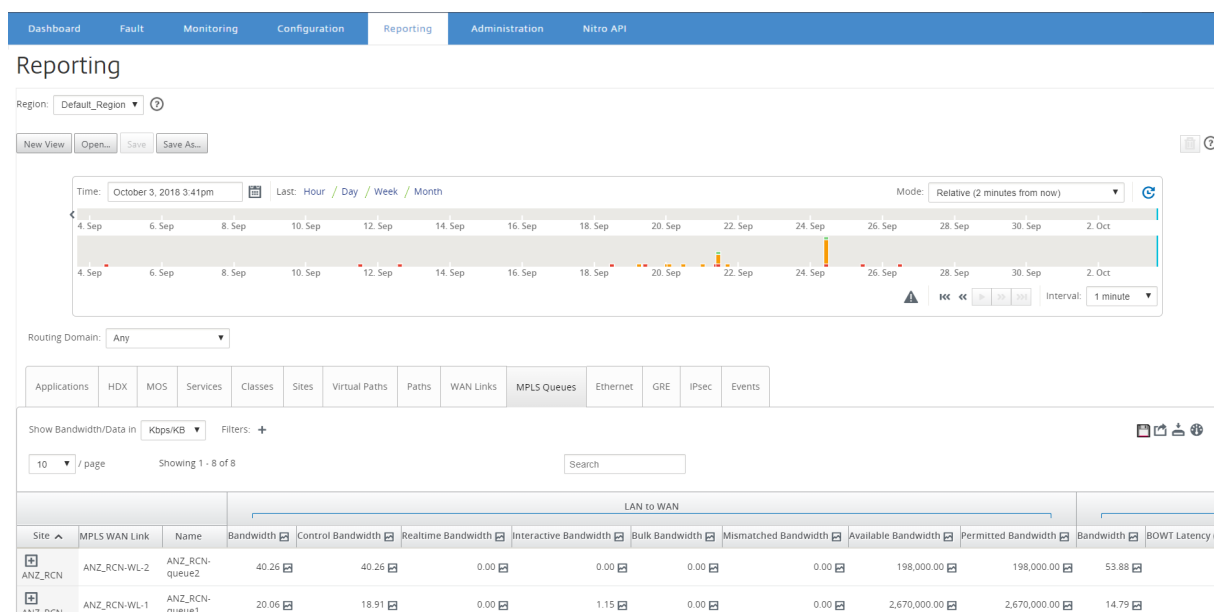 Dashboard Fault Monitoring Configuration Reporting Administration Nitro API
Reporting
Region: Default_Region
New View Open... Save Save As...
Time: October 3, 2018 3:41pm Last: Hour / Day / Week / Month Mode: Relative (2 minutes from now)
4. Sep 6. Sep 8. Sep 10. Sep 12. Sep 14. Sep 16. Sep 18. Sep 20. Sep 22. Sep 24. Sep 26. Sep 28. Sep 30. Sep 2. Oct
4. Sep 6. Sep 8. Sep 10. Sep 12. Sep 14. Sep 16. Sep 18. Sep 20. Sep 22. Sep 24. Sep 26. Sep 28. Sep 30. Sep 2. Oct
Interval: 1 minute
Routing Domain: Any
Applications HDX MOS Services Classes Sites Virtual Paths Paths WAN Links MPLS Queues Ethernet GRE IPsec Events
Show Bandwidth/Data in Kbps/KB Filters: +
10 / page Showing 1 - 8 of 8 Search
LAN to WAN
Site MPLS WAN Link Name Bandwidth Control Bandwidth Realtime Bandwidth Interactive Bandwidth Bulk Bandwidth Mismatched Bandwidth Available Bandwidth Permitted Bandwidth Bandwidth BOWT Latency (
ANZ_RCN ANZ_RCN-WL-2 ANZ_RCN-queue2 40.26 40.26 0.00 0.00 0.00 0.00 198,000.00 198,000.00 53.88
ANZ_RCN ANZ_RCN-WL-1 ANZ_RCN-queue1 20.06 18.91 0.00 1.15 0.00 0.00 2,670,000.00 2,670,000.00 14.79